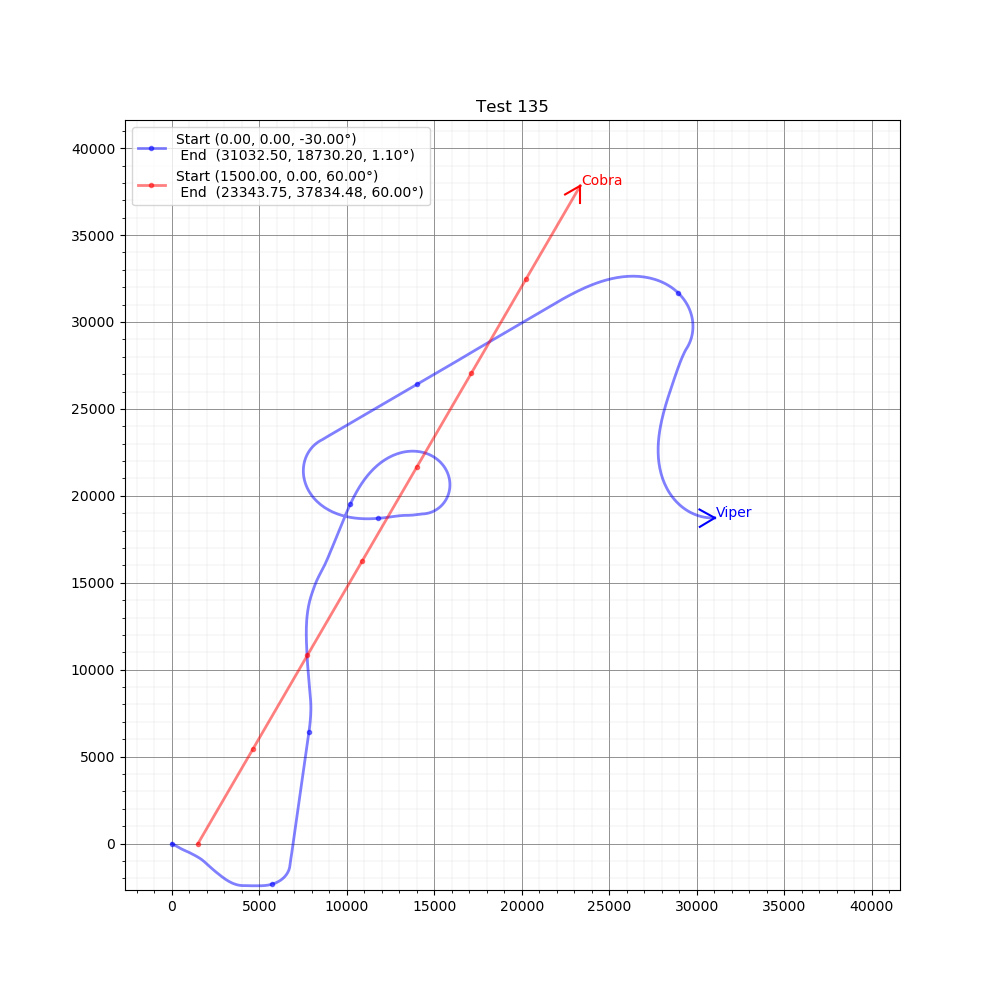 Test 135
Start (0.00, 0.00, -30.00°)
End (31032.50, 18730.20, 1.10°)
Start (1500.00, 0.00, 60.00°)
End (23343.75, 37834.48, 60.00°)
Cobra
Viper
40000
35000
30000
25000
20000
15000
10000
5000
0
0 5000 10000 15000 20000 25000 30000 35000 40000